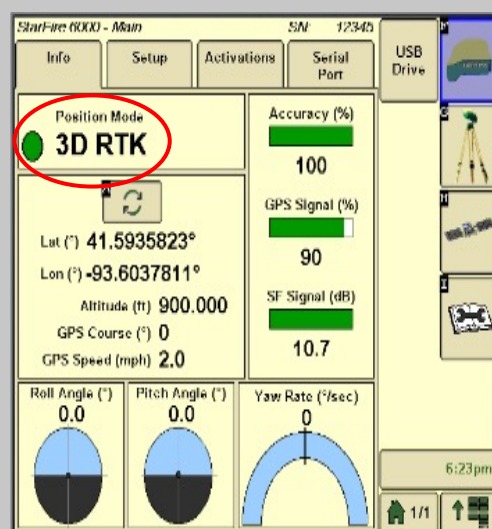 StarFire 6000 - Main SN: 12345
Info
Setup
Activations
Serial
Port
USB
Drive
Position Mode
3D RTK
Accuracy (%)
100
GPS Signal (%)
90
SF Signal (dB)
10.7
A
Lat (°) 41.5935823°
Lon (°) -93.6037811°
Altitude (ft) 900.000
GPS Course (°) 0
GPS Speed (mph) 2.0
Roll Angle (°)
0.0
Pitch Angle (°)
0.0
Yaw Rate (°/sec)
0
F
G
H
I
6:23pm
1/1